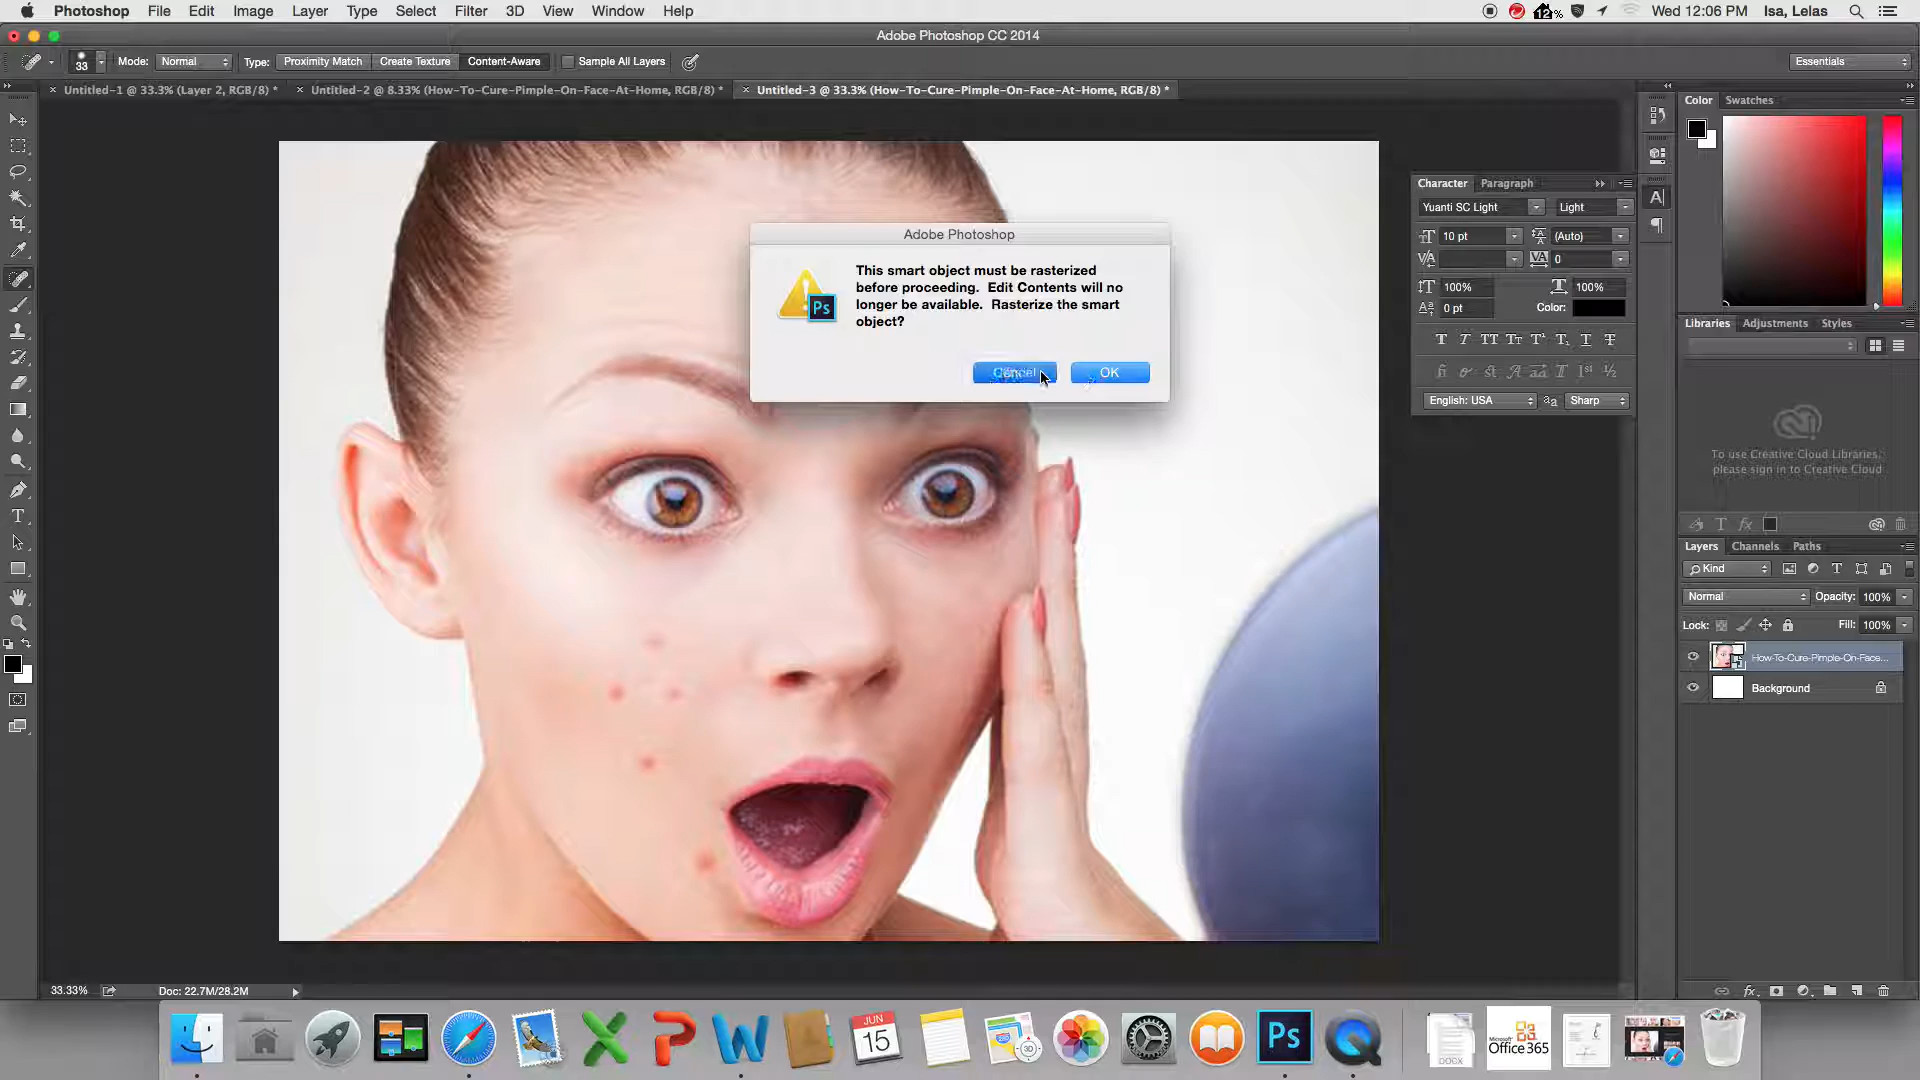 Photoshop File Edit Image Layer Type Select Filter 3D View Window Help 12% Wed 12:06 PM Isa, Lelas
Adobe Photoshop CC 2014
33 Mode: Normal Type: Proximity Match Create Texture Content-Aware Sample All Layers Essentials
Untitled-1 @ 33.3% (Layer 2, RGB/8) * Untitled-2 @ 8.33% (How-To-Cure-Pimple-On-Face-At-Home, RGB/8) * Untitled-3 @ 33.3% (How-To-Cure-Pimple-On-Face-At-Home, RGB/8) *
Color Swatches
Character Paragraph
Yuanti SC Light Light
10 pt (Auto)
0
100% 100%
0 pt Color:
English: USA Sharp
Adobe Photoshop
This smart object must be rasterized
before proceeding. Edit Contents will no
longer be available. Rasterize the smart
object?
Ps
Cancel OK
Libraries Adjustments Styles
To use Creative Cloud Libraries,
please sign in to Creative Cloud
Layers Channels Paths
Kind
Normal Opacity: 100%
Lock: Fill: 100%
How-To-Cure-Pimple-On-Face...
Background
33.33% Doc: 22.7M/28.2M
JUN
15
30
Ps
DOCX
Microsoft
Office 365